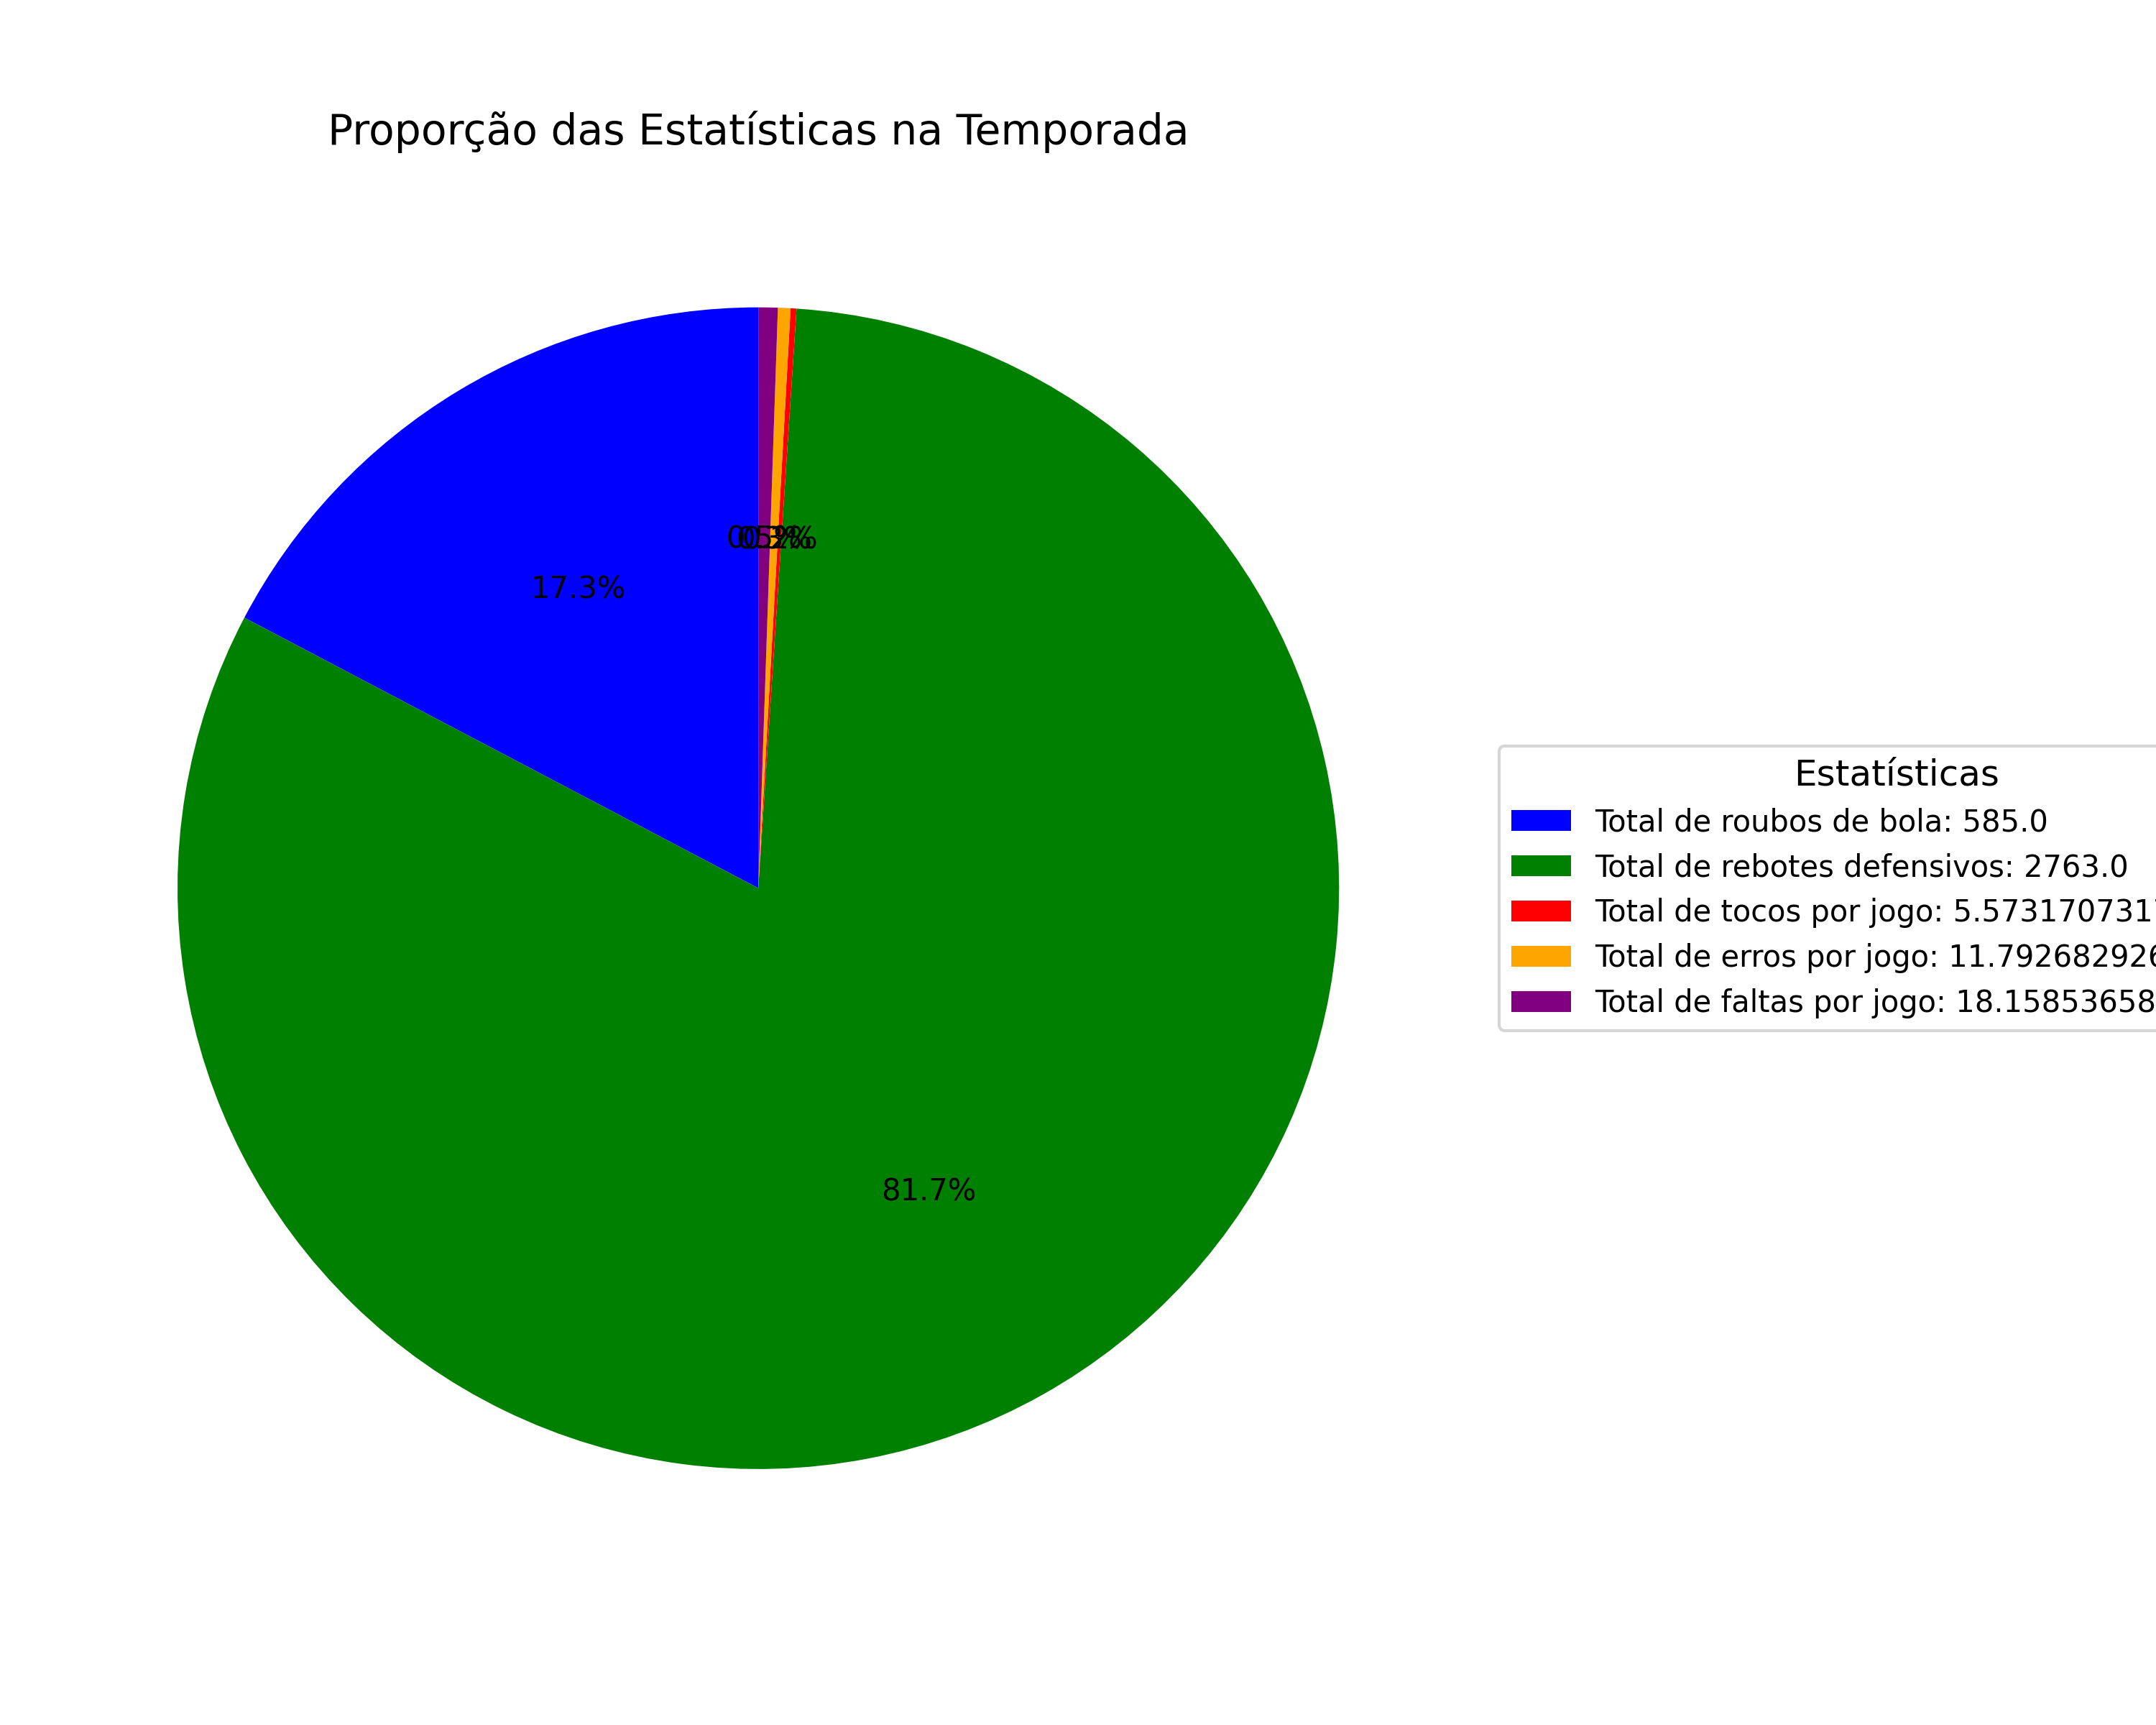 Proporção das Estatísticas na Temporada
17.3%
81.7%
Estatísticas
Total de roubos de bola: 585.0
Total de rebotes defensivos: 2763.0
Total de tocos por jogo: 5.5731707317
Total de erros por jogo: 11.792682926
Total de faltas por jogo: 18.15853658